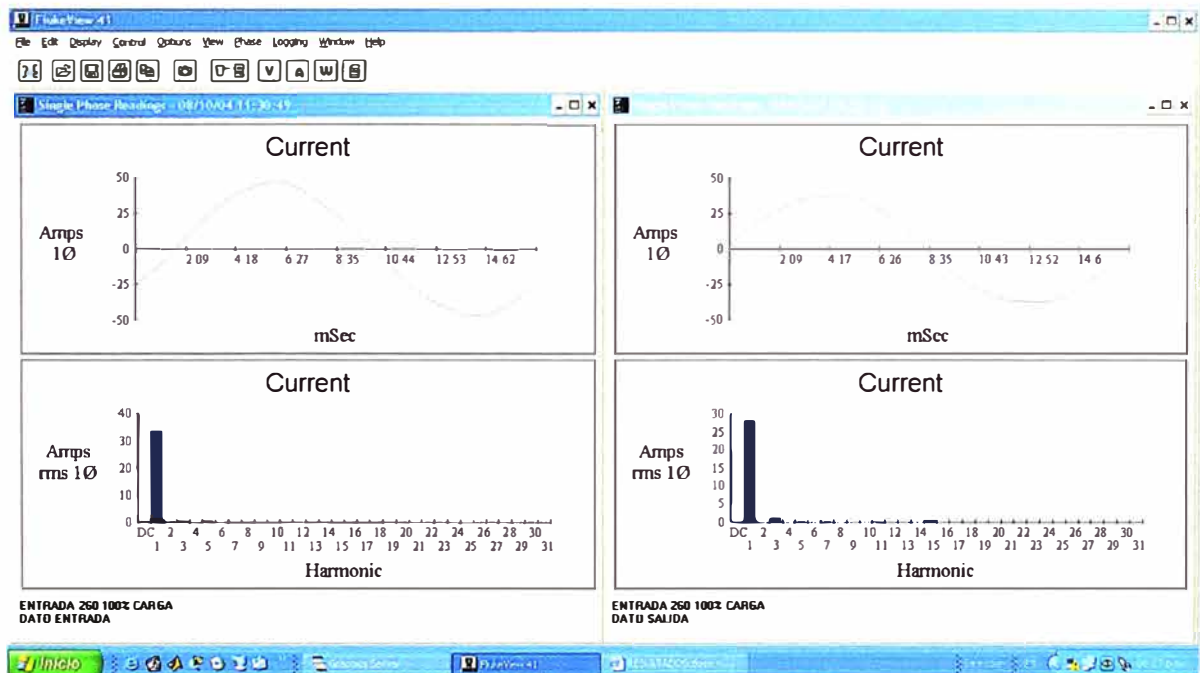 FlukeView 41
File Edit Display Control Options View Phase Logging Window Help
V A W
Single Phase Readings - 08/10/04 11:30:49
Current
50
25
Amps
1Ø
0
2 09 4 18 6 27 8 35 10 44 12 53 14 62
-25
-50
mSec
Current
40
30
Amps
rms 1Ø
20
10
0
DC 2 4 6 8 10 12 14 16 18 20 22 24 26 28 30
1 3 5 7 9 11 13 15 17 19 21 23 25 27 29 31
Harmonic
ENTRADA 260 100% CARGA
DATO ENTRADA
Current
50
25
Amps
1Ø
0
2 09 4 17 6 26 8 35 10 43 12 52 14 6
-25
-50
mSec
Current
30
25
20
Amps
rms 1Ø
15
10
5
0
DC 2 4 6 8 10 12 14 16 18 20 22 24 26 28 30
1 3 5 7 9 11 13 15 17 19 21 23 25 27 29 31
Harmonic
ENTRADA 260 100% CARGA
DATO SALIDA
Inicio
FlukeView 41